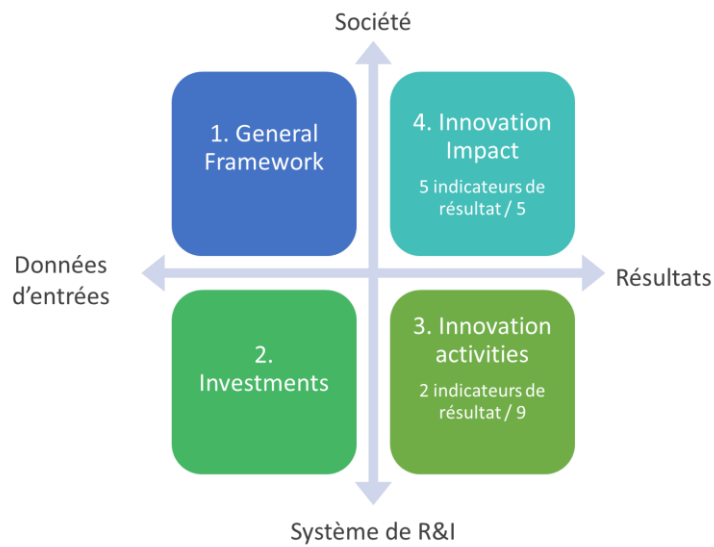 Société
1. General
Framework
4. Innovation
Impact
5 indicateurs de
résultat / 5
Données
d’entrées
Résultats
2.
Investments
3. Innovation
activities
2 indicateurs de
résultat / 9
Système de R&I